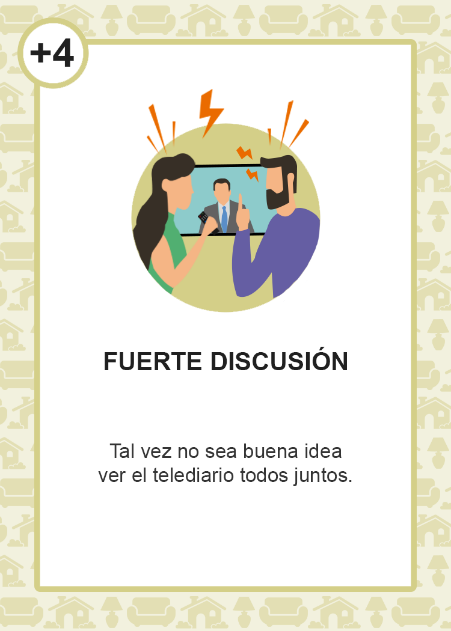 +4
FUERTE DISCUSIÓN
Tal vez no sea buena idea
ver el telediario todos juntos.